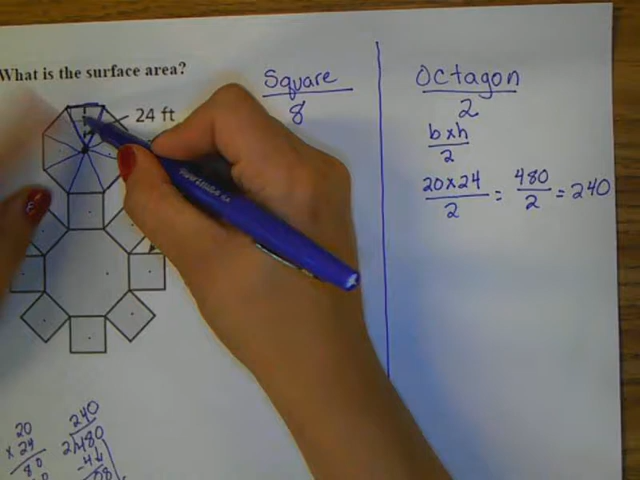 What is the surface area?
24 ft
Square
8
Octagon
2
b x h
2
20 x 24
2
=
480
2
= 240
20
x 24
80
240
2
480
-4
08